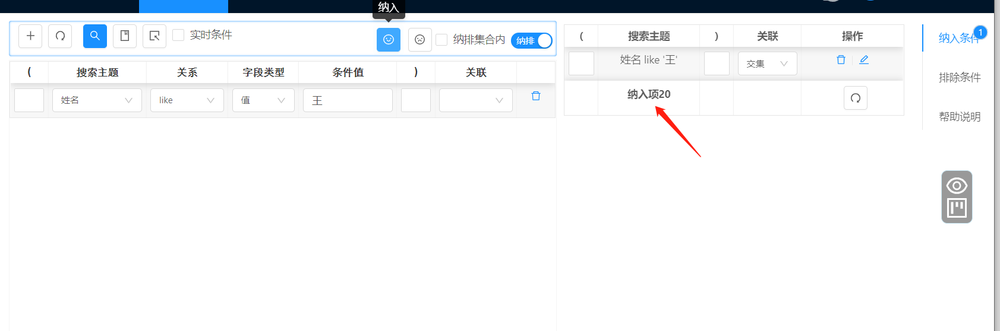 纳入
实时条件
纳排集合内
纳排
( 搜索主题 关系 字段类型 条件值 ) 关联
姓名 like 值 王
( 搜索主题 ) 关联 操作
姓名 like '王' 交集
纳入项20
纳入条件
1
排除条件
帮助说明